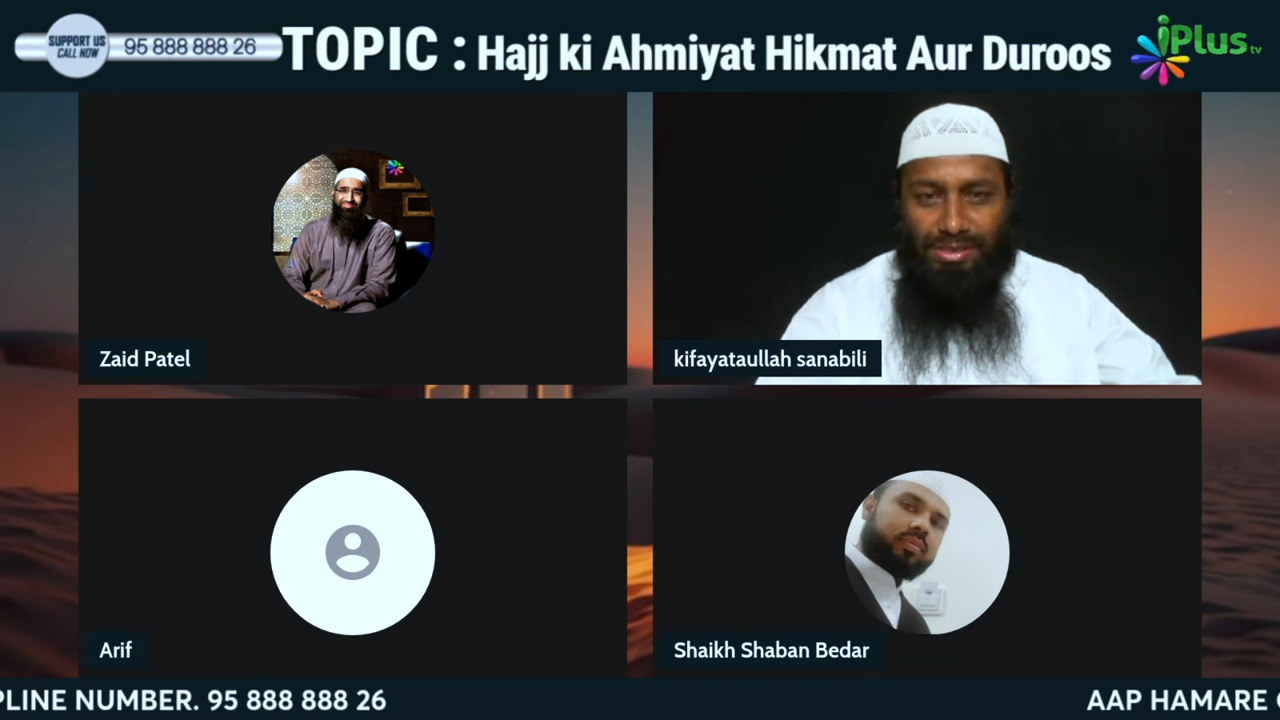 SUPPORT US
CALL NOW
95 888 888 26
TOPIC : Hajj ki Ahmiyat Hikmat Aur Duroos
iPlus tv
Zaid Patel
kifayataullah sanabili
Arif
Shaikh Shaban Bedar
PLINE NUMBER. 95 888 888 26
AAP HAMARE